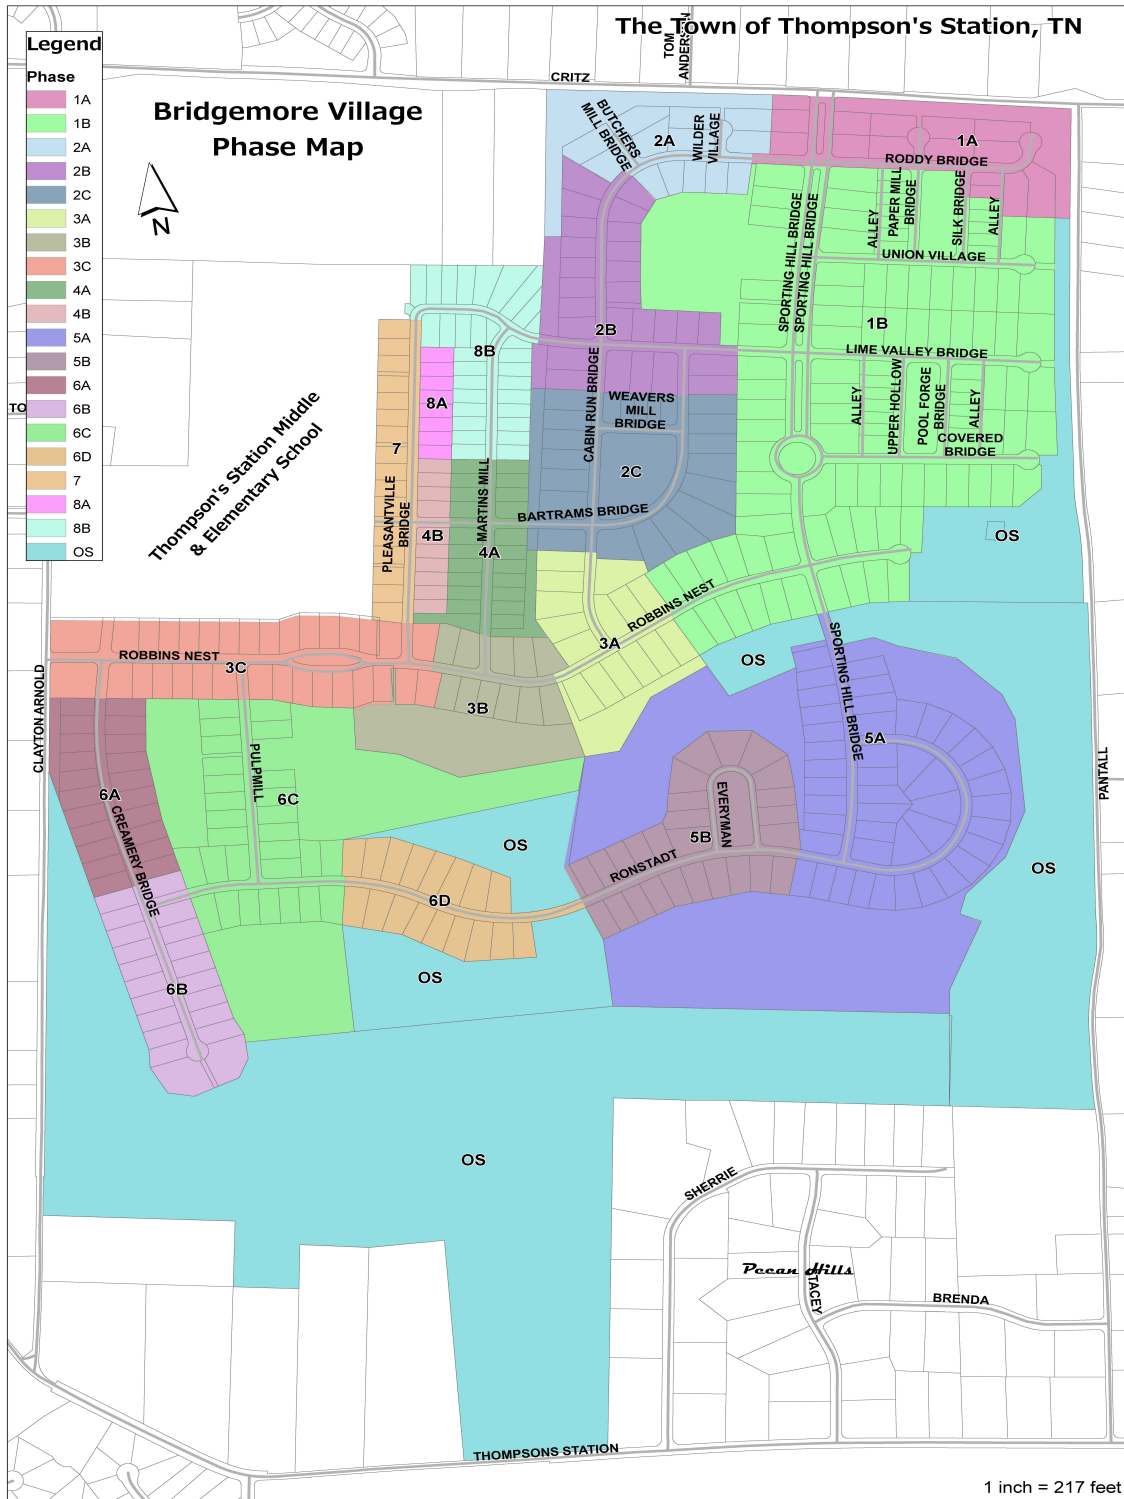 The Town of Thompson's Station, TN
Legend
Phase
1A
1B
2A
2B
2C
3A
3B
3C
4A
4B
5A
5B
6A
6B
6C
6D
7
8A
8B
OS
Bridgemore Village
Phase Map
N
CRITZ
TOM
ANDERSON
BUTCHERS
MILL BRIDGE
2A
WILDER
VILLAGE
1A
RODDY BRIDGE
SPORTING HILL BRIDGE
SPORTING HILL BRIDGE
ALLEY
PAPER MILL
BRIDGE
SILK BRIDGE
ALLEY
UNION VILLAGE
1B
LIME VALLEY BRIDGE
ALLEY
UPPER HOLLOW
POOL FORGE
BRIDGE
ALLEY
COVERED
BRIDGE
2B
8B
CABIN RUN BRIDGE
WEAVERS
MILL
BRIDGE
2C
BARTRAMS BRIDGE
8A
7
TO
Thompson's Station Middle
& Elementary School
PLEASANTVILLE
BRIDGE
4B
MARTINS MILL
4A
OS
ROBBINS NEST
3A
OS
SPORTING HILL BRIDGE
ROBBINS NEST
3C
3B
CLAYTON ARNOLD
5A
PANTALL
PULPMILL
6C
6A
CREAMERY BRIDGE
EVERYMAN
5B
RONSTADT
OS
OS
6D
OS
6B
OS
SHERRIE
Pecan Hills
STACEY
BRENDA
THOMPSONS STATION
1 inch = 217 feet